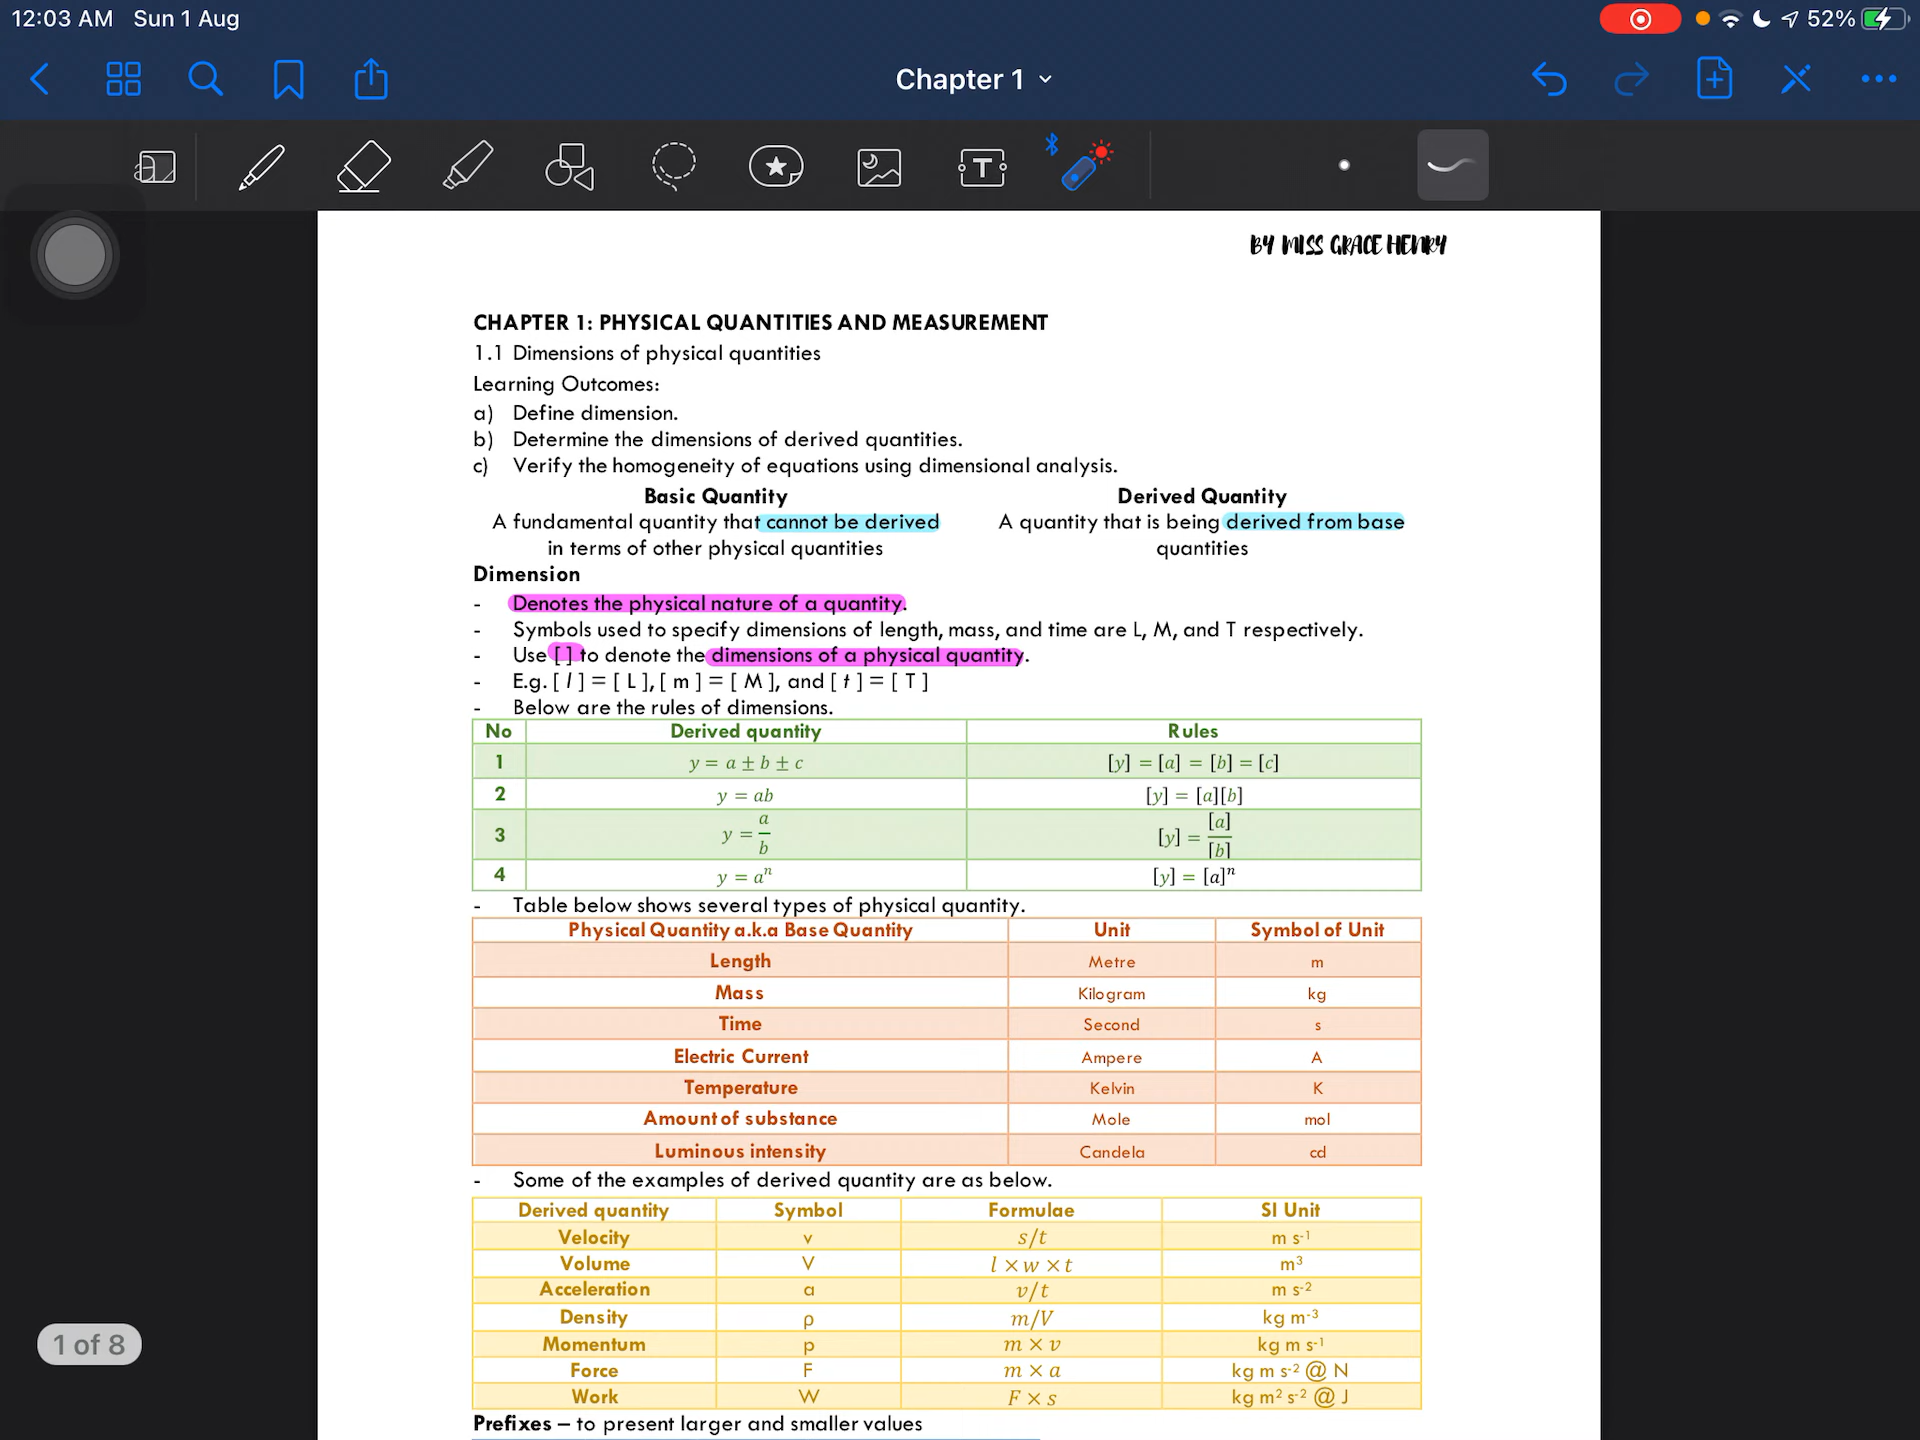 12:03 AM Sun 1 Aug
52%
Chapter 1
T
BY MISS GRACE HENRY
CHAPTER 1: PHYSICAL QUANTITIES AND MEASUREMENT
1.1 Dimensions of physical quantities
Learning Outcomes:
a) Define dimension.
b) Determine the dimensions of derived quantities.
c) Verify the homogeneity of equations using dimensional analysis.
Basic Quantity Derived Quantity
A fundamental quantity that cannot be derived A quantity that is being derived from base
in terms of other physical quantities quantities
Dimension
- Denotes the physical nature of a quantity.
- Symbols used to specify dimensions of length, mass, and time are L, M, and T respectively.
- Use [ ] to denote the dimensions of a physical quantity.
- E.g. [ l ] = [ L ], [ m ] = [ M ], and [ t ] = [ T ]
- Below are the rules of dimensions.
No Derived quantity Rules
1 y = a ± b ± c [y] = [a] = [b] = [c]
2 y = ab [y] = [a][b]
3 y = a/b [y] = [a]/[b]
4 y = aⁿ [y] = [a]ⁿ
- Table below shows several types of physical quantity.
Physical Quantity a.k.a Base Quantity Unit Symbol of Unit
Length Metre m
Mass Kilogram kg
Time Second s
Electric Current Ampere A
Temperature Kelvin K
Amount of substance Mole mol
Luminous intensity Candela cd
- Some of the examples of derived quantity are as below.
Derived quantity Symbol Formulae SI Unit
Velocity v s/t m s⁻¹
Volume V l × w × t m³
Acceleration a v/t m s⁻²
Density ρ m/V kg m⁻³
Momentum p m × v kg m s⁻¹
Force F m × a kg m s⁻² @ N
Work W F × s kg m² s⁻² @ J
Prefixes – to present larger and smaller values
1 of 8